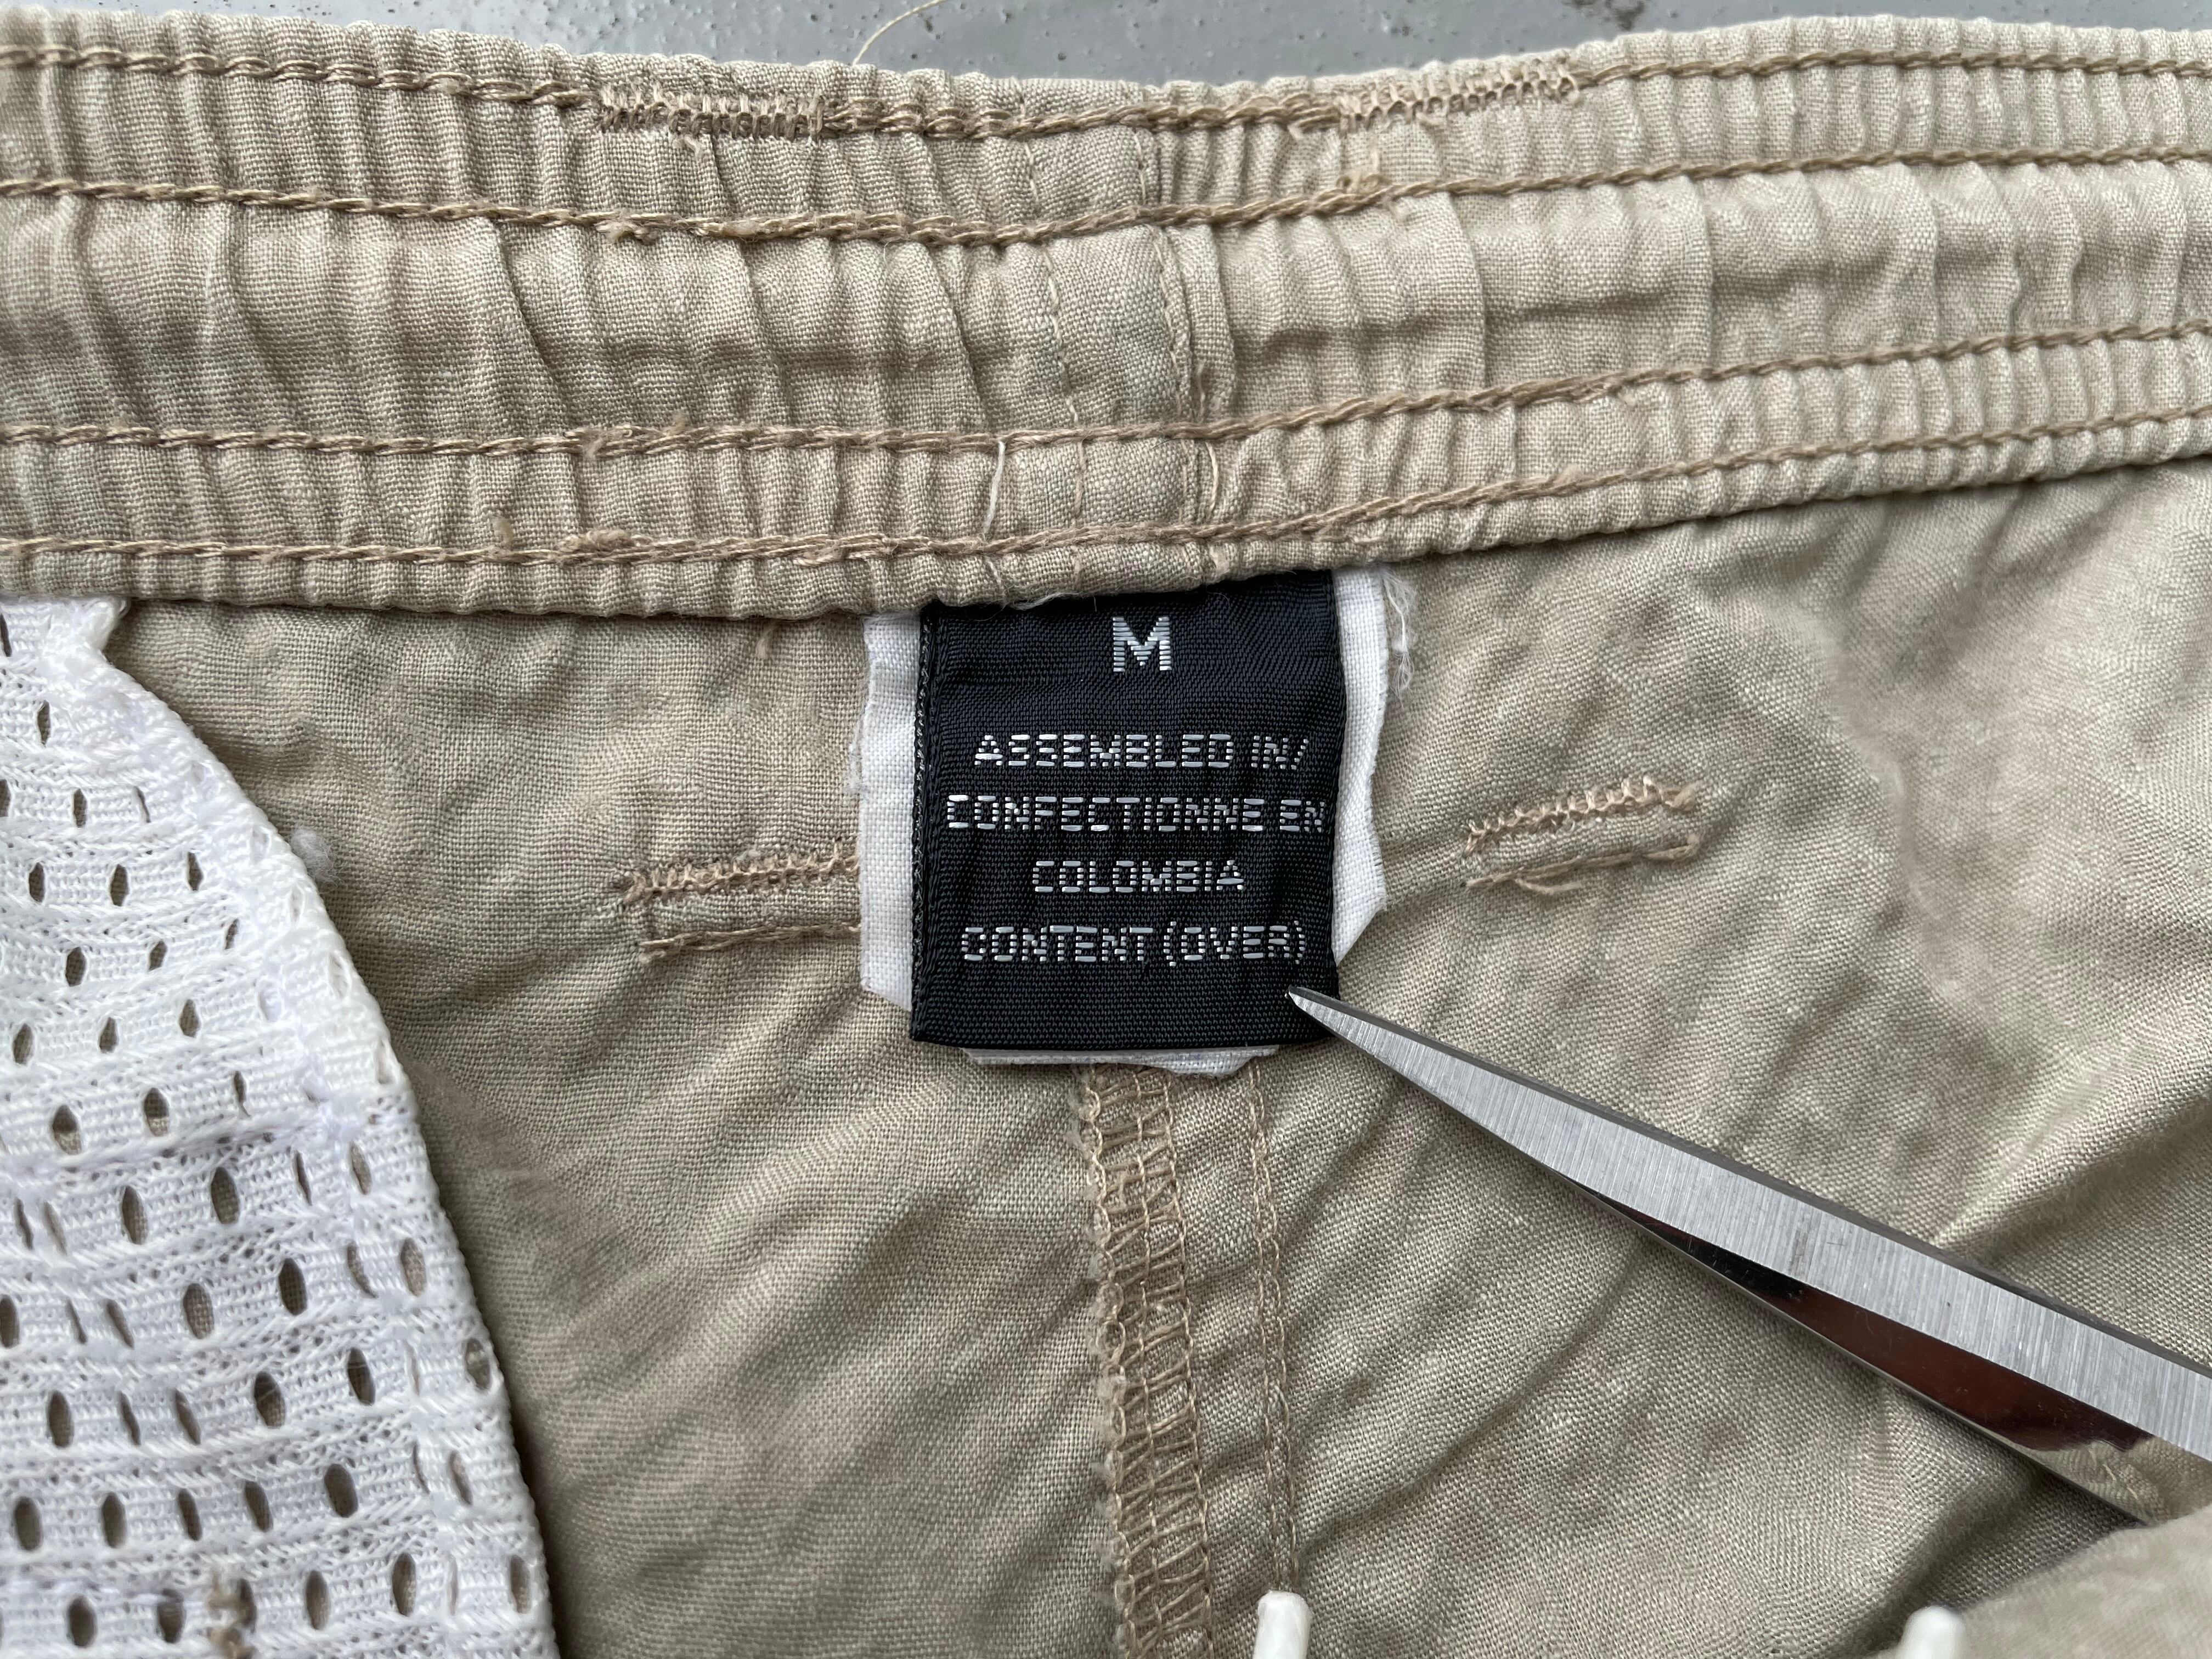 M
ASSEMBLED IN/
CONFECTIONNE EN
COLOMBIA
CONTENT (OVER)